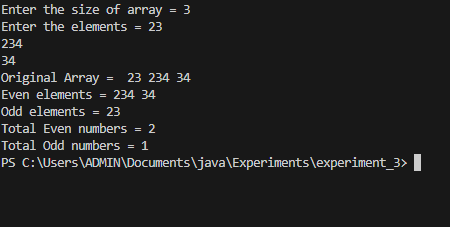 Enter the size of array = 3
Enter the elements = 23
234
34
Original Array =  23 234 34
Even elements = 234 34
Odd elements = 23
Total Even numbers = 2
Total Odd numbers = 1
PS C:\Users\ADMIN\Documents\java\Experiments\experiment_3>